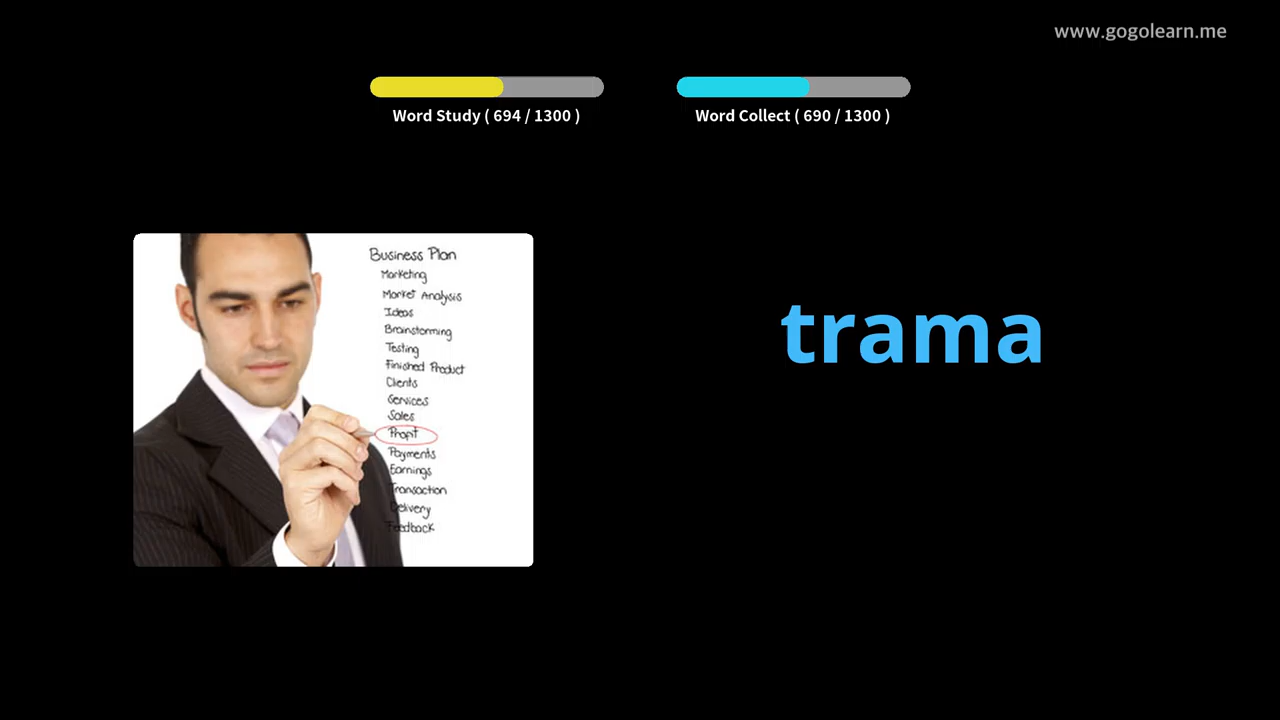 www.gogolearn.me
Word Study ( 694 / 1300 )
Word Collect ( 690 / 1300 )
Business Plan
Marketing
Market Analysis
Ideas
Brainstorming
Testing
Finished Product
Clients
Services
Sales
Profit
Payments
Earnings
Transaction
Delivery
Feedback
trama